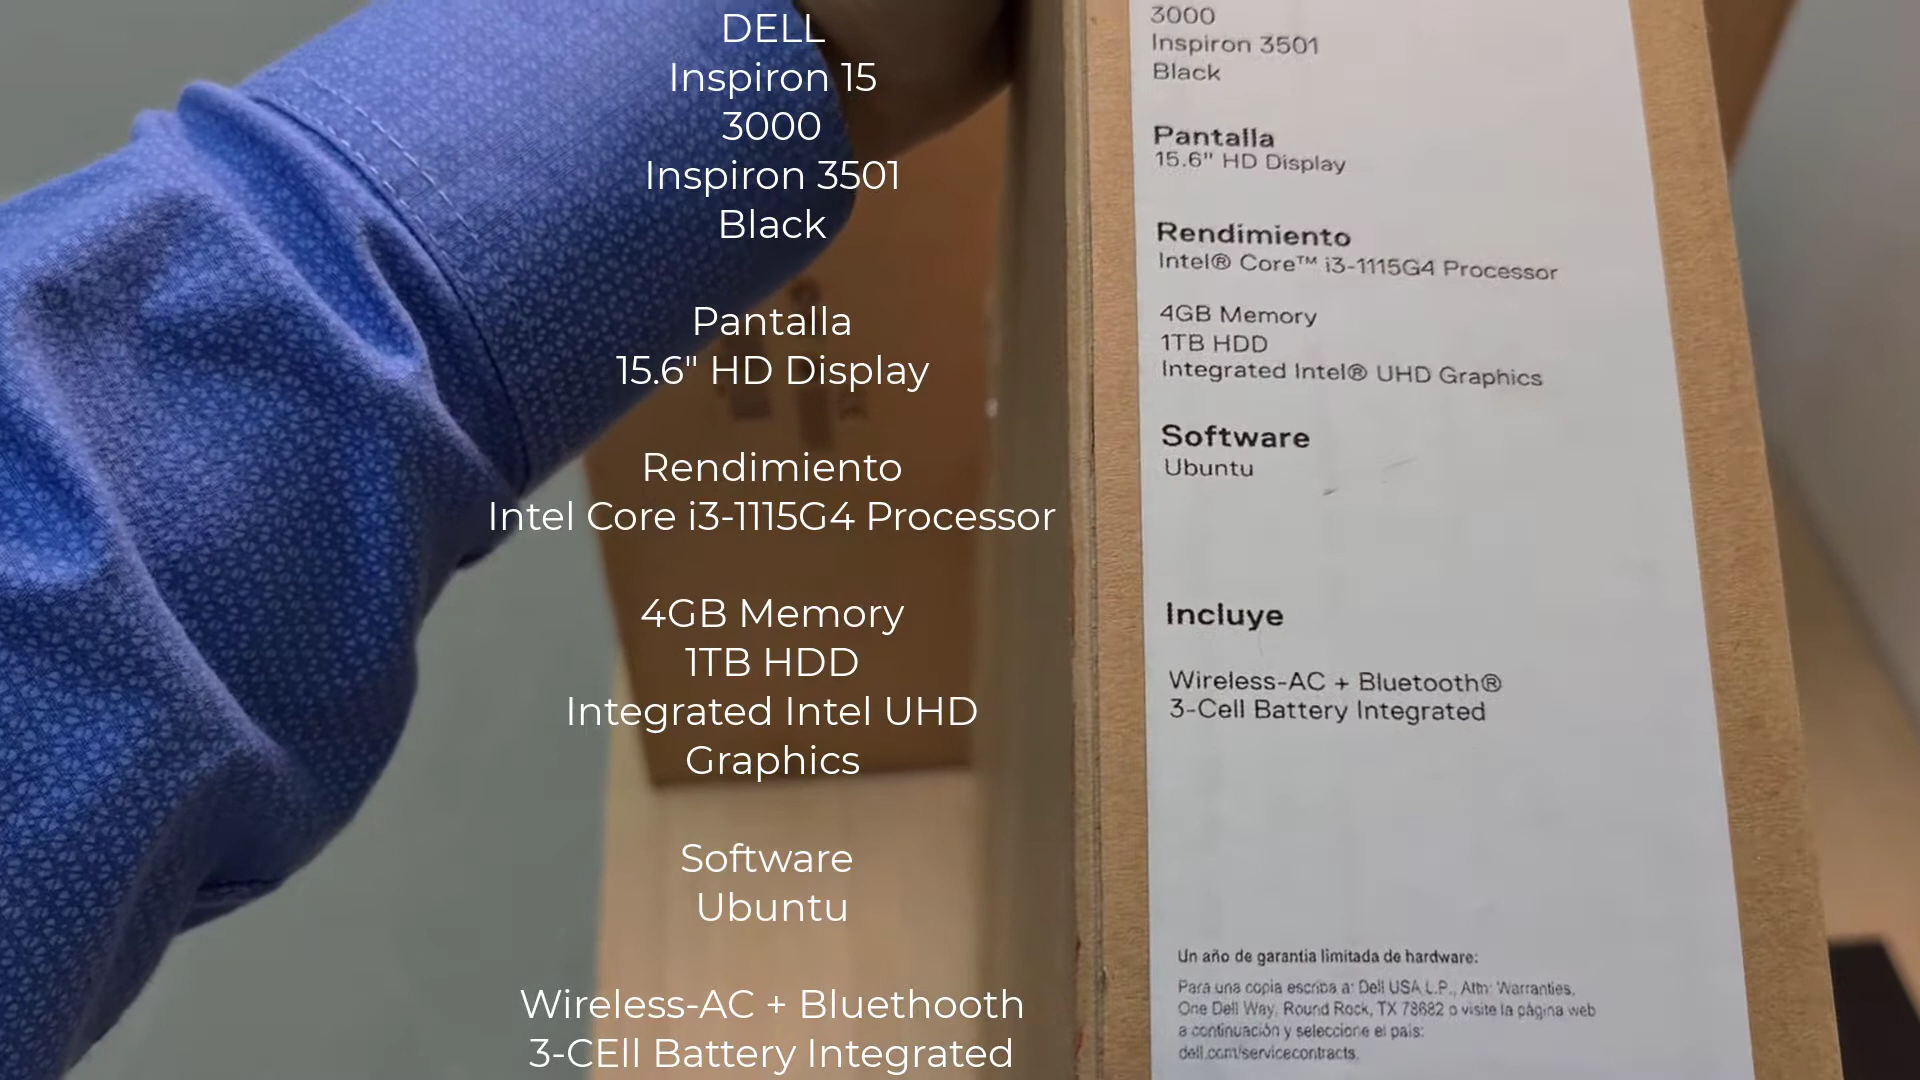 DELL
Inspiron 15
3000
Inspiron 3501
Black
Pantalla
15.6" HD Display
Rendimiento
Intel Core i3-1115G4 Processor
4GB Memory
1TB HDD
Integrated Intel UHD
Graphics
Software
Ubuntu
Wireless-AC + Bluethooth
3-CEll Battery Integrated
3000
Inspiron 3501
Black
Pantalla
15.6" HD Display
Rendimiento
Intel® Core™ i3-1115G4 Processor
4GB Memory
1TB HDD
Integrated Intel® UHD Graphics
Software
Ubuntu
Incluye
Wireless-AC + Bluetooth®
3-Cell Battery Integrated
Un año de garantia limitada de hardware:
Para una copia escriba a: Dell USA L.P., Attn: Warranties,
One Dell Way, Round Rock, TX 78682 o visite la página web
a continuación y seleccione el pais:
dell.com/servicecontracts.